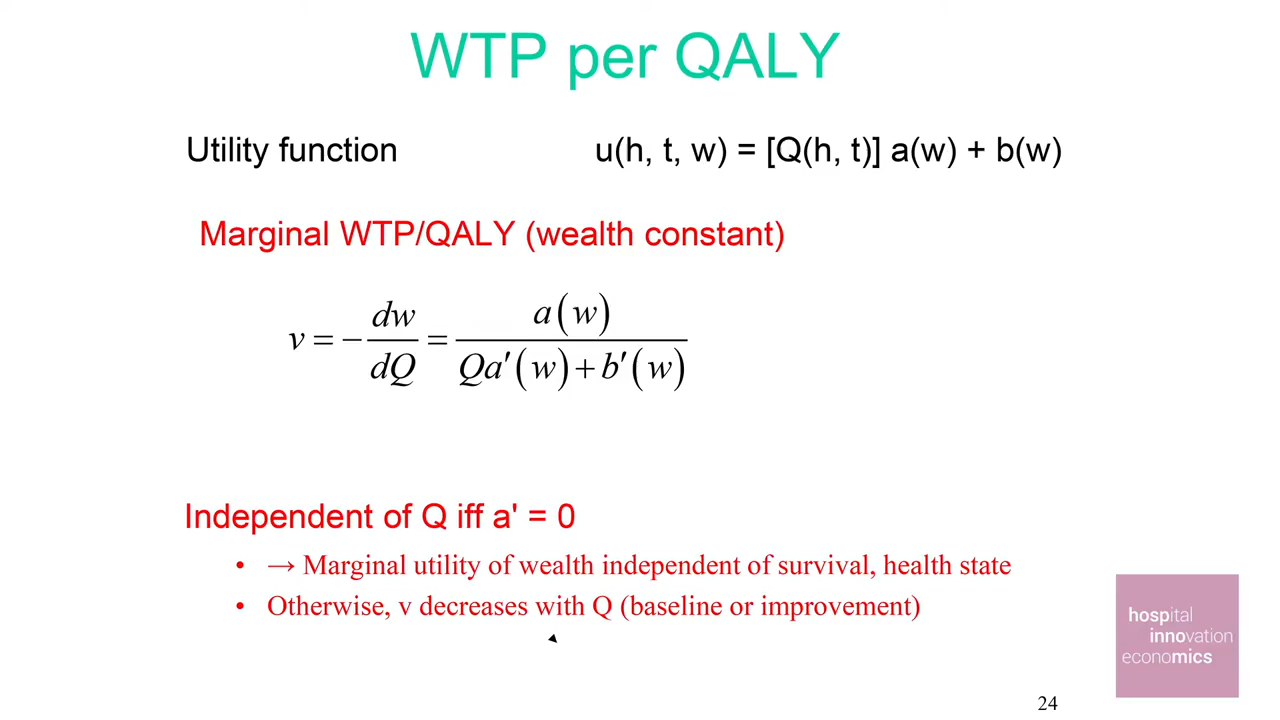 WTP per QALY
Utility function u(h, t, w) = [Q(h, t)] a(w) + b(w)
Marginal WTP/QALY (wealth constant)
v = − dw/dQ = a(w) / Qa′(w) + b′(w)
Independent of Q iff a' = 0
• → Marginal utility of wealth independent of survival, health state
• Otherwise, v decreases with Q (baseline or improvement)
hospital
innovation
economics
24